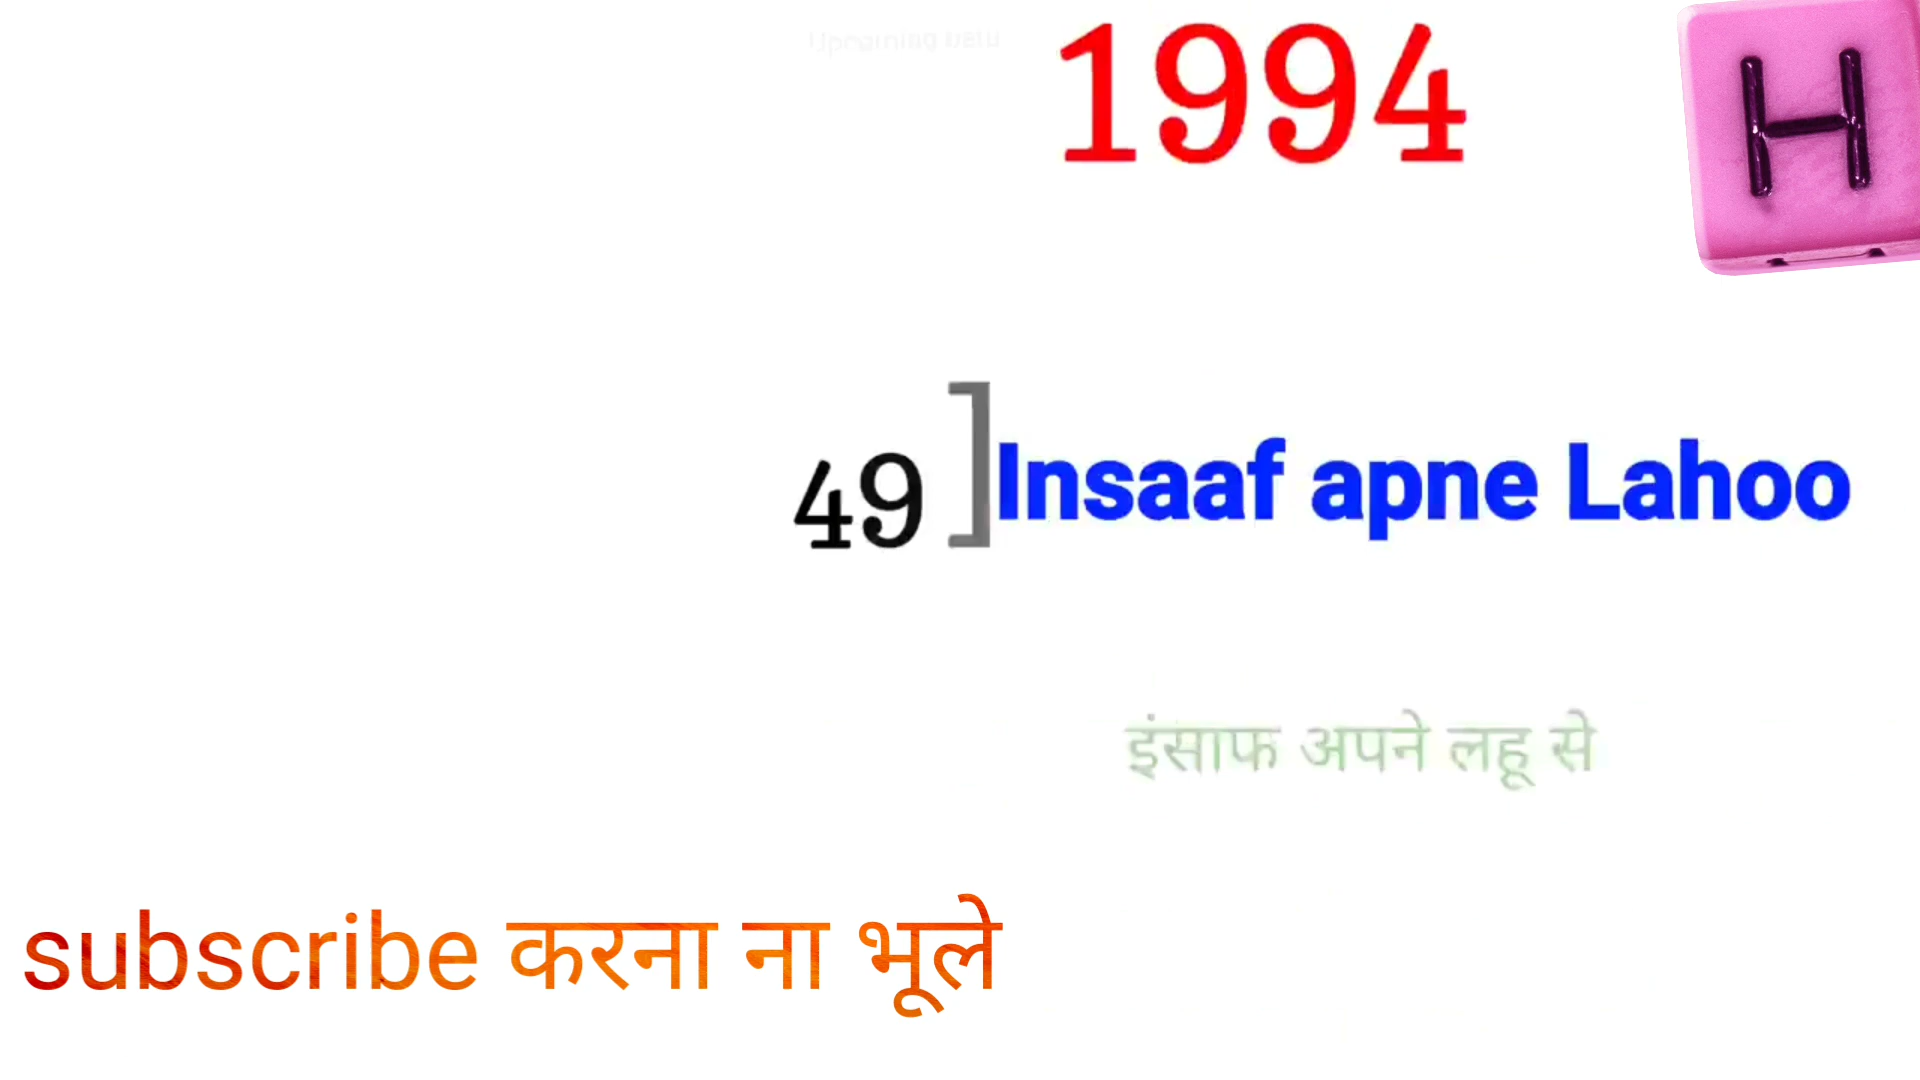 1994
H
49 ] Insaaf apne Lahoo
इंसाफ अपने लहू से
subscribe करना ना भूले